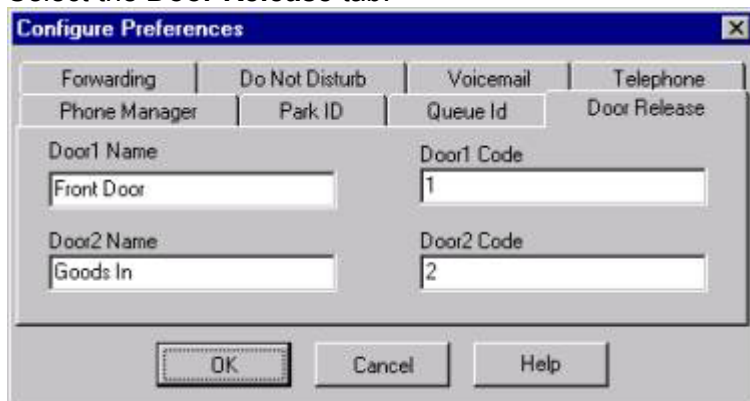 Select the Door Release tab.
Configure Preferences
Forwarding Do Not Disturb Voicemail Telephone
Phone Manager Park ID Queue Id Door Release
Door1 Name Door1 Code
Front Door 1
Door2 Name Door2 Code
Goods In 2
OK Cancel Help